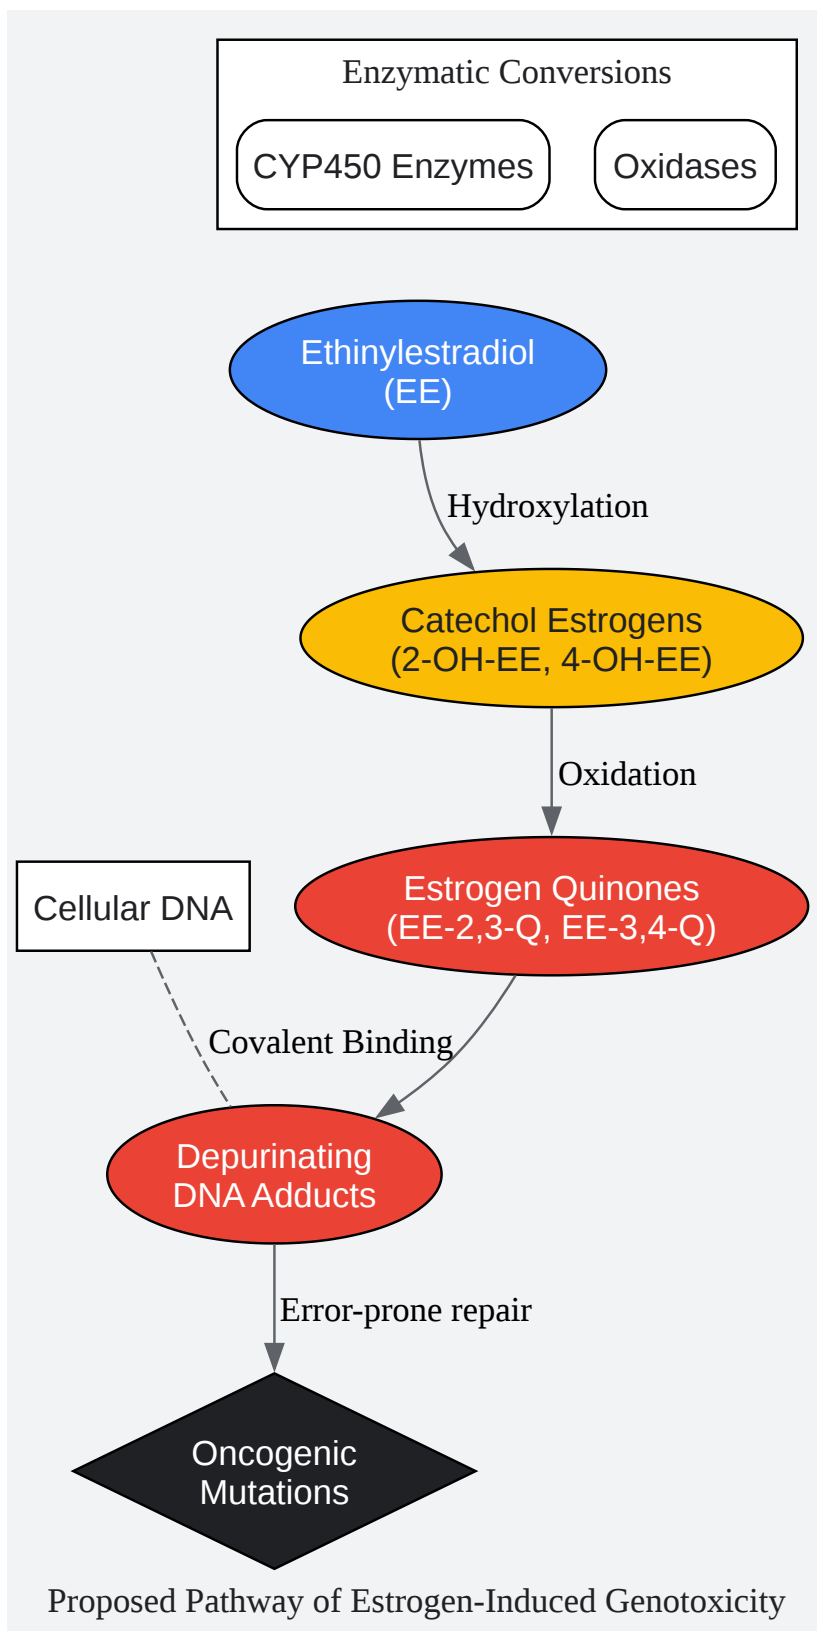 Enzymatic Conversions
CYP450 Enzymes
Oxidases
Ethinylestradiol
(EE)
Hydroxylation
Catechol Estrogens
(2-OH-EE, 4-OH-EE)
Oxidation
Cellular DNA
Estrogen Quinones
(EE-2,3-Q, EE-3,4-Q)
Covalent Binding
Depurinating
DNA Adducts
Error-prone repair
Oncogenic
Mutations
Proposed Pathway of Estrogen-Induced Genotoxicity